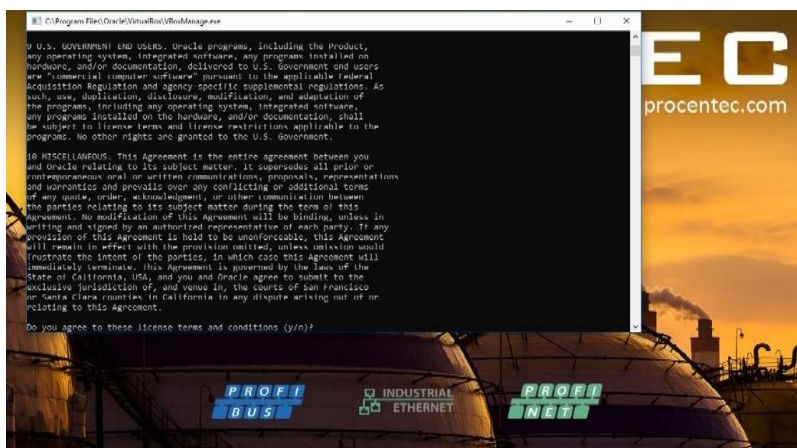 C:\Program Files\Oracle\VirtualBox\VBoxManage.exe
9 U.S. GOVERNMENT END USERS. Oracle programs, including the Product,
any operating system, integrated software, any programs installed on
hardware, and/or documentation, delivered to U.S. Government end users
are "commercial computer software" pursuant to the applicable Federal
Acquisition Regulation and agency-specific supplemental regulations. As
such, use, duplication, disclosure, modification, and adaptation of
the programs, including any operating system, integrated software,
any programs installed on the hardware, and/or documentation, shall
be subject to license terms and license restrictions applicable to the
programs. No other rights are granted to the U.S. Government.
10 MISCELLANEOUS. This Agreement is the entire agreement between you
and Oracle relating to its subject matter. It supersedes all prior or
contemporaneous oral or written communications, proposals, representations
and warranties and prevails over any conflicting or additional terms
of any quote, order, acknowledgment, or other communication between
the parties relating to its subject matter during the term of this
Agreement. No modification of this Agreement will be binding, unless in
writing and signed by an authorized representative of each party. If any
provision of this Agreement is held to be unenforceable, this Agreement
will remain in effect with the provision omitted, unless omission would
frustrate the intent of the parties, in which case this Agreement will
immediately terminate. This Agreement is governed by the laws of the
State of California, USA, and you and Oracle agree to submit to the
exclusive jurisdiction of, and venue in, the courts of San Francisco
or Santa Clara counties in California in any dispute arising out of or
relating to this Agreement.
Do you agree to these license terms and conditions (y/n)?
EC
procentec.com
PROFI
BUS
INDUSTRIAL
ETHERNET
PROFI
NET